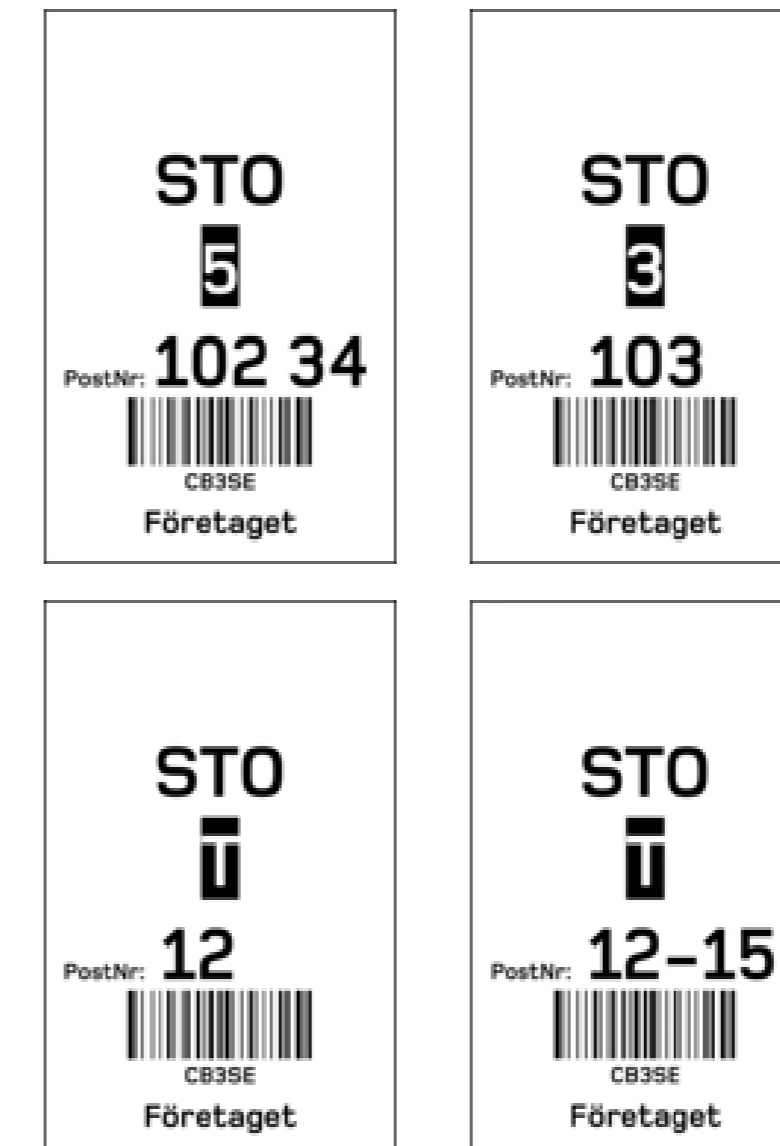 STO
5
PostNr: 102 34
CB3SE
Företaget
STO
3
PostNr: 103
CB3SE
Företaget
STO
T
PostNr: 12
CB3SE
Företaget
STO
T
PostNr: 12-15
CB3SE
Företaget